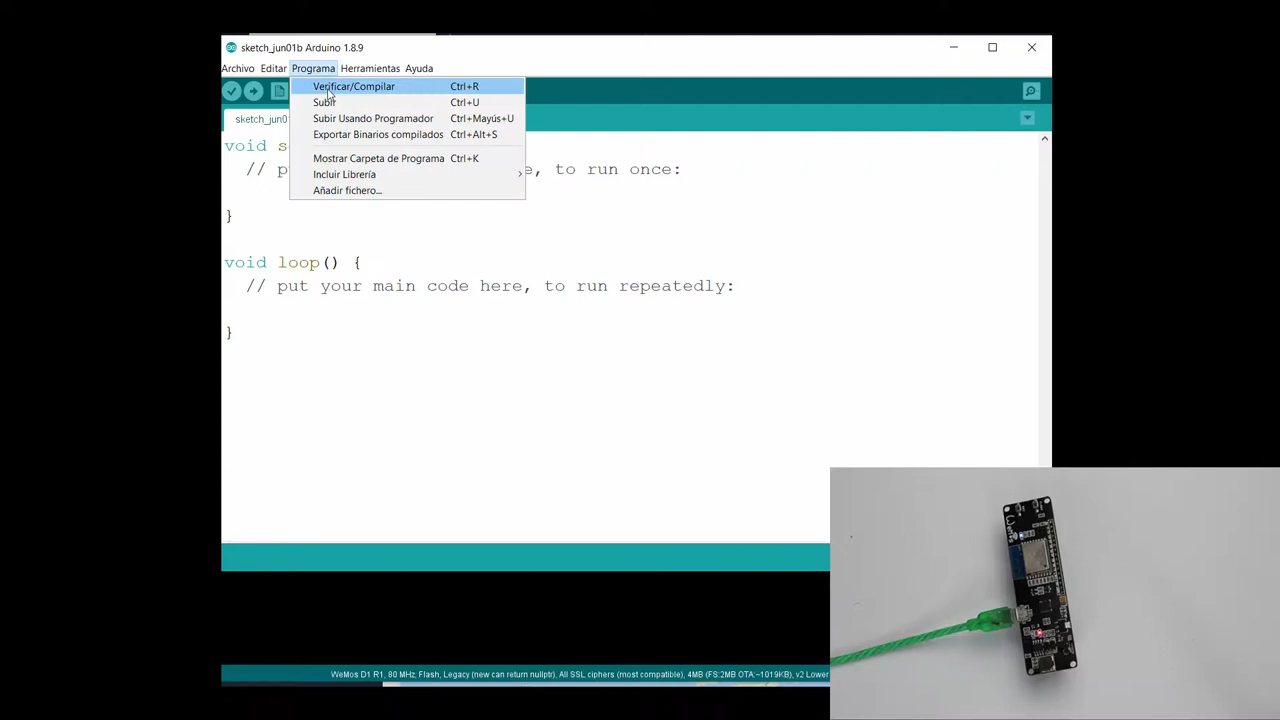 sketch_jun01b Arduino 1.8.9
Archivo Editar Programa Herramientas Ayuda
Verificar/Compilar Ctrl+R
Subir Ctrl+U
Subir Usando Programador Ctrl+Mayús+U
Exportar Binarios compilados Ctrl+Alt+S
Mostrar Carpeta de Programa Ctrl+K
Incluir Librería
Añadir fichero...
sketch_jun01
void s
// p e, to run once:
}
void loop() {
// put your main code here, to run repeatedly:
}
WeMos D1 R1, 80 MHz, Flash, Legacy (new can return nullptr), All SSL ciphers (most compatible), 4MB (FS:2MB OTA:~1019KB), v2 Lower